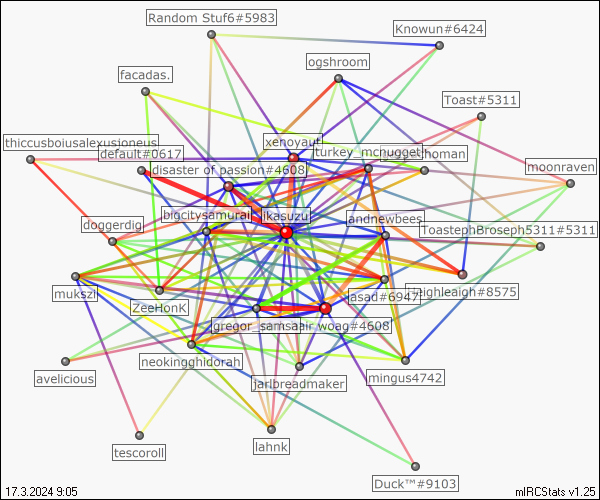 Random Stuf6#5983
Knowun#6424
ogshroom
facadas.
Toast#5311
xenoyaut
thiccusboiusalexusioneus
default#0617
turkey_mcnugget
homan
disaster of passion#4608
moonraven
bigcitysamurai
ikasuzu
andnewbees
doggerdig
ToastephBroseph5311#5311
asad#6947
leighleigh#8575
mukszi
ZeeHonk
gregor_samsa
air woag#4608
neokingghidorah
mingus4742
avelicious
jarlbreadmaker
lahnk
tescoroll
Duck™#9103
17.3.2024 9:05
mIRCStats v1.25